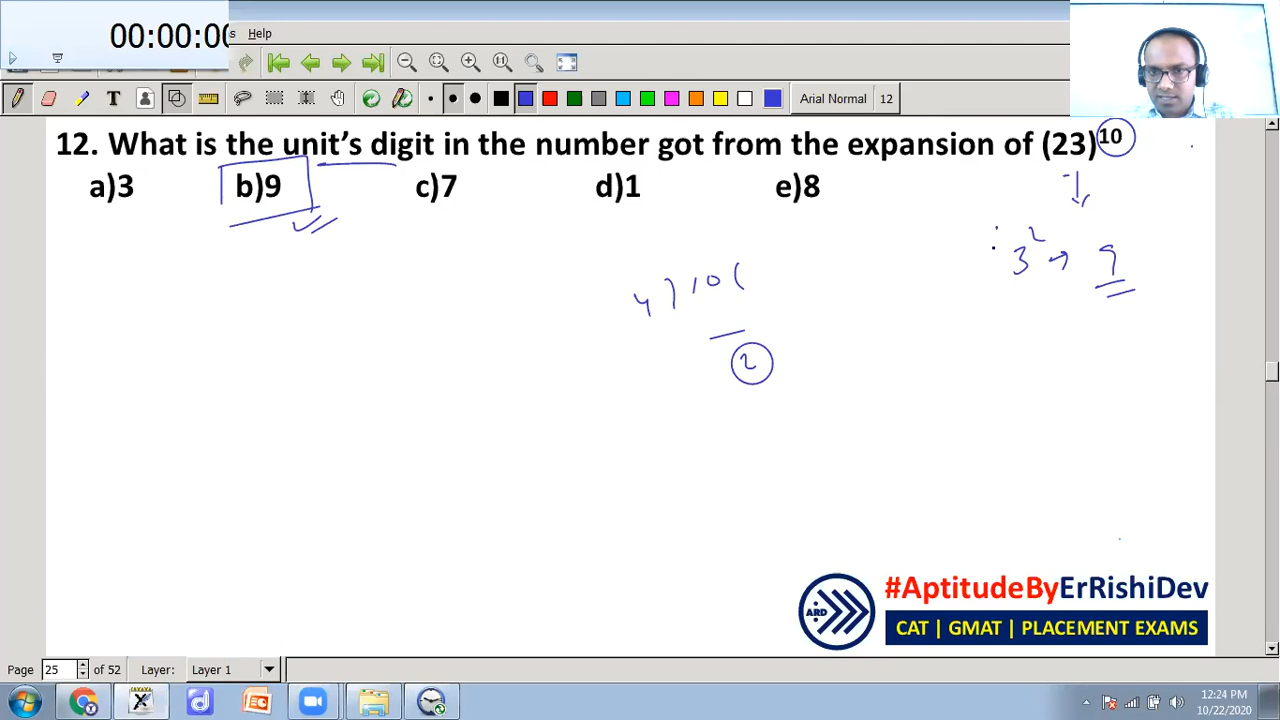 00:00:00
s Help
Arial Normal 12
12. What is the unit's digit in the number got from the expansion of (23)10
a)3 b)9 c)7 d)1 e)8
3 2 → 9
4 ) 10 (
2
#AptitudeByErRishiDev
ARD
CAT | GMAT | PLACEMENT EXAMS
Page 25 of 52 Layer: Layer 1
12:24 PM
10/22/2020